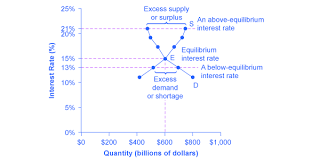 Excess supply
or surplus
S
An above-equilibrium
interest rate
25%
21%
20%
15%
13%
10%
5%
0%
Interest Rate (%)
E
Equilibrium
interest rate
A below-equilibrium
interest rate
Excess
demand
or shortage
D
$0
$200
$400
$600
$800
$1,000
Quantity (billions of dollars)